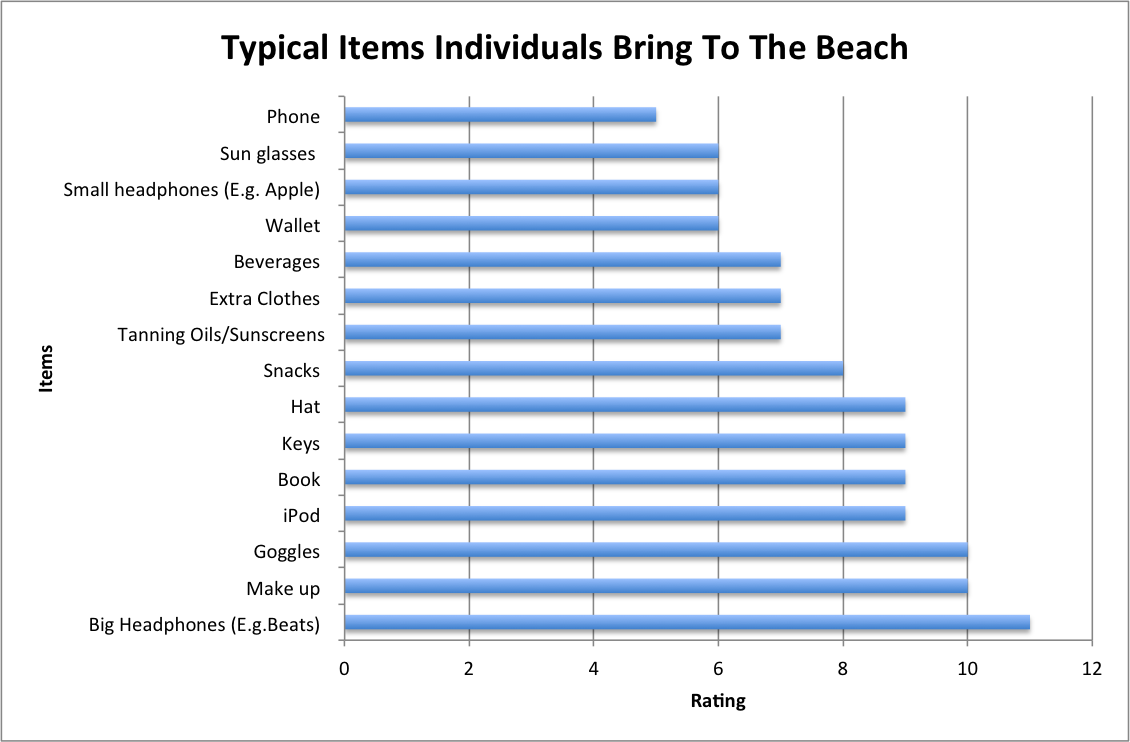 Typical Items Individuals Bring To The Beach
Phone
Sun glasses
Small headphones (E.g. Apple)
Wallet
Beverages
Extra Clothes
Tanning Oils/Sunscreens
Snacks
Hat
Keys
Book
iPod
Goggles
Make up
Big Headphones (E.g.Beats)
Items
0 2 4 6 8 10 12
Rating